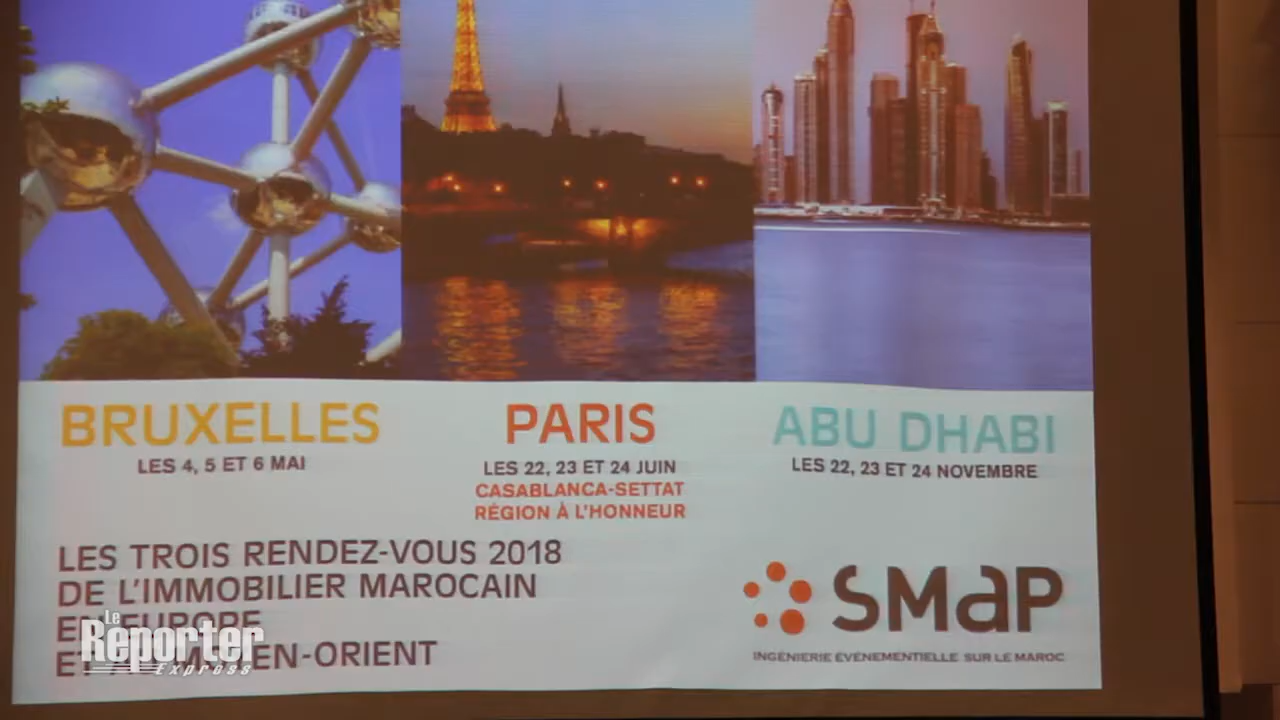 BRUXELLES
LES 4, 5 ET 6 MAI
PARIS
LES 22, 23 ET 24 JUIN
CASABLANCA-SETTAT
RÉGION À L'HONNEUR
ABU DHABI
LES 22, 23 ET 24 NOVEMBRE
LES TROIS RENDEZ-VOUS 2018
DE L'IMMOBILIER MAROCAIN
EUROPE
EN-ORIENT
SMaP
INGÉNIERIE ÉVÉNEMENTIELLE SUR LE MAROC
Le
Reporter
Express